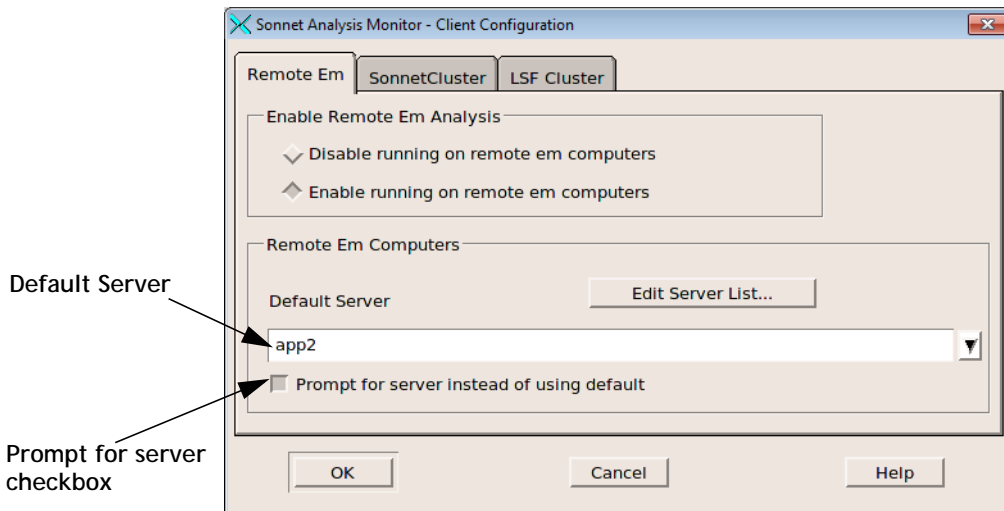 Sonnet Analysis Monitor - Client Configuration
Remote Em
SonnetCluster
LSF Cluster
Enable Remote Em Analysis
Disable running on remote em computers
Enable running on remote em computers
Remote Em Computers
Default Server
Default Server
Edit Server List...
app2
Prompt for server instead of using default
Prompt for server
checkbox
OK
Cancel
Help